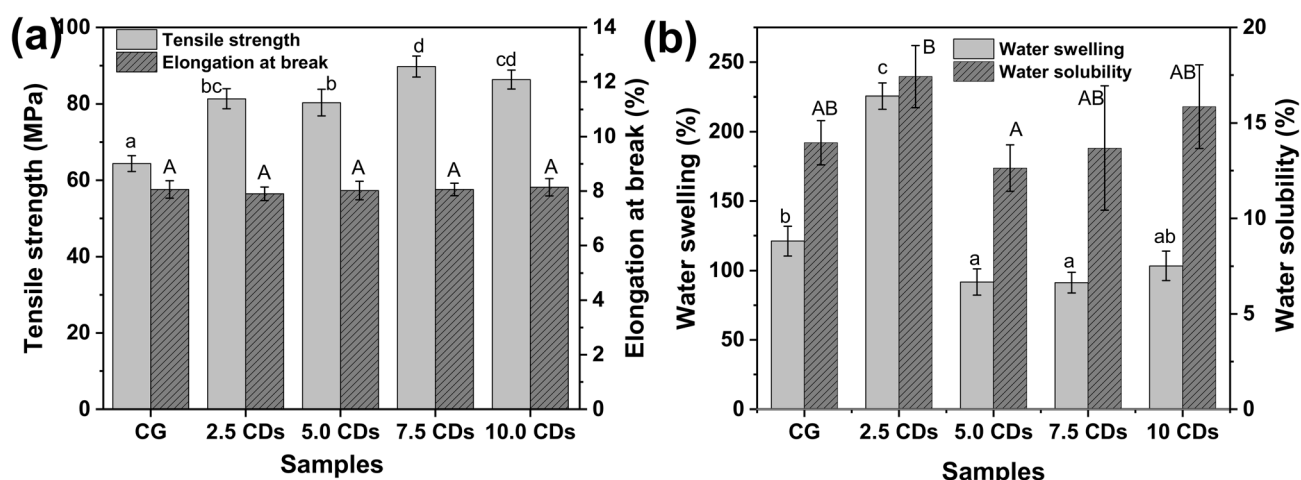 (a)
Tensile strength
Elongation at break
100
80
60
40
20
0
Tensile strength (MPa)
14
12
10
8
6
4
2
0
Elongation at break (%)
a
A
bc
A
b
A
d
A
cd
A
CG
2.5 CDs
5.0 CDs
7.5 CDs
10.0 CDs
Samples
(b)
Water swelling
Water solubility
250
200
150
100
50
0
Water swelling (%)
20
15
10
5
0
Water solubility (%)
b
AB
c
B
a
A
a
AB
ab
AB
CG
2.5 CDs
5.0 CDs
7.5 CDs
10 CDs
Samples